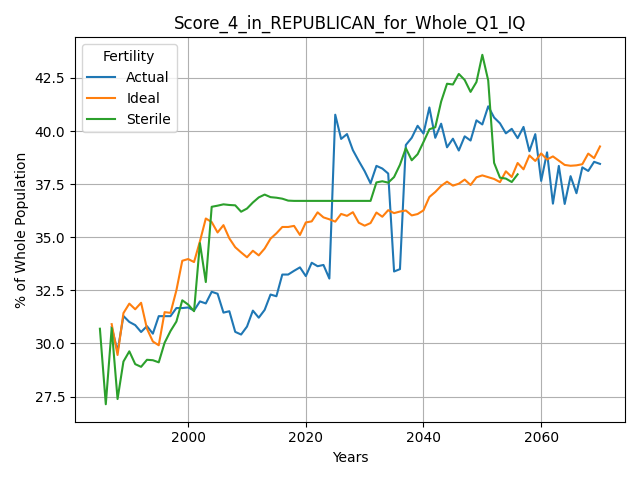 Score_4_in_REPUBLICAN_for_Whole_Q1_IQ
Fertility
Actual
Ideal
Sterile
42.5
40.0
37.5
35.0
32.5
30.0
27.5
% of Whole Population
2000
2020
2040
2060
Years